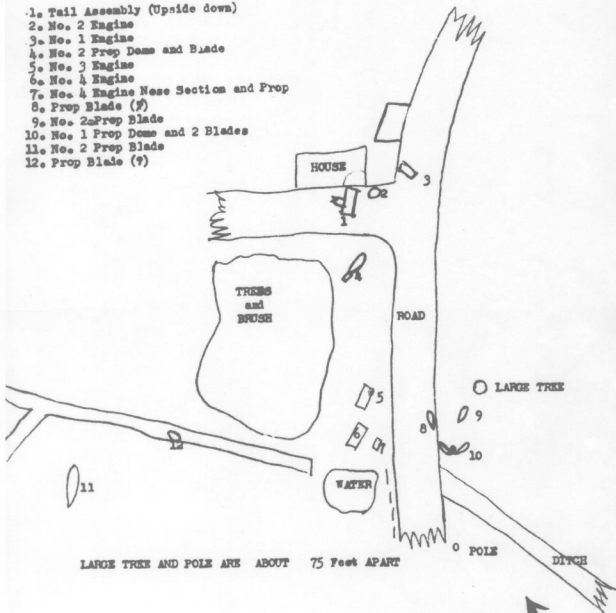 1. Tail Assembly (Upside down)
2. No. 2 Engine
3. No. 1 Engine
4. No. 2 Prop Dome and Blade
5. No. 3 Engine
6. No. 4 Engine
7. No. 4 Engine Nose Section and Prop
8. Prop Blade (?)
9. No. 2 Prop Blade
10. No. 1 Prop Dome and 2 Blades
11. No. 2 Prop Blade
12. Prop Blade (?)
HOUSE
3
2
1
4
TREES
and
BRUSH
ROAD
5
LARGE TREE
9
8
6
7
10
12
11
WATER
POLE
DITCH
LARGE TREE AND POLE ARE ABOUT 75 Feet APART